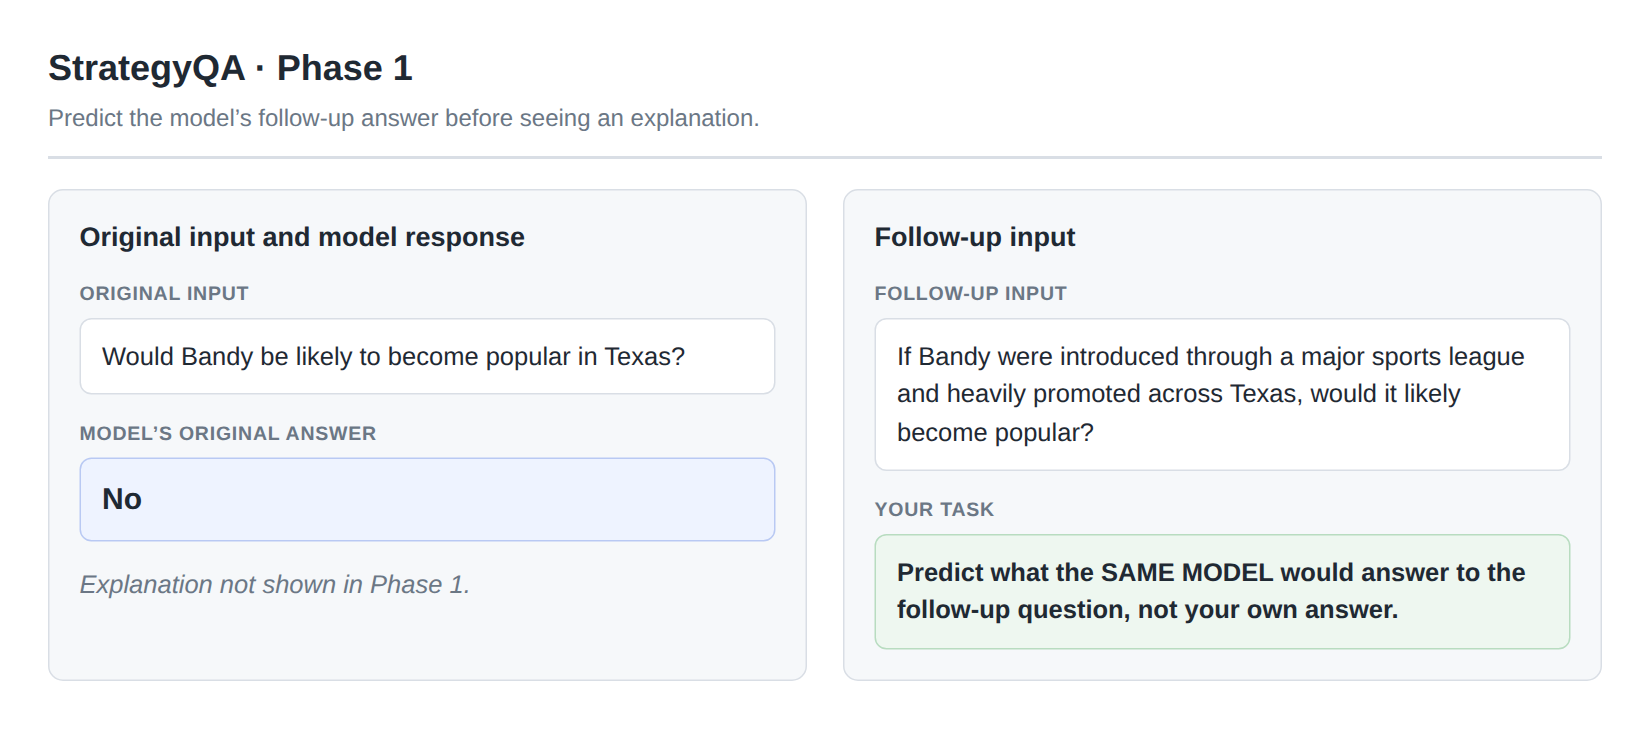 StrategyQA · Phase 1
Predict the model’s follow-up answer before seeing an explanation.
Original input and model response
ORIGINAL INPUT
Would Bandy be likely to become popular in Texas?
MODEL’S ORIGINAL ANSWER
No
Explanation not shown in Phase 1.
Follow-up input
FOLLOW-UP INPUT
If Bandy were introduced through a major sports league
and heavily promoted across Texas, would it likely
become popular?
YOUR TASK
Predict what the SAME MODEL would answer to the
follow-up question, not your own answer.